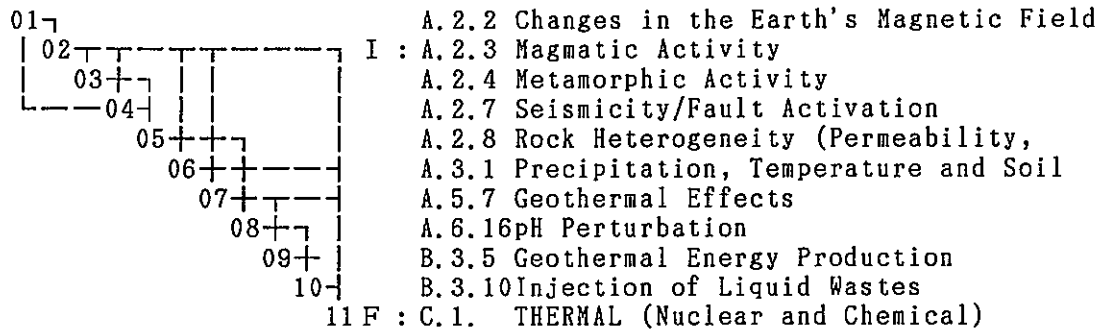 01 A.2.2 Changes in the Earth's Magnetic Field
02 I : A.2.3 Magmatic Activity
03 A.2.4 Metamorphic Activity
04 A.2.7 Seismicity/Fault Activation
05 A.2.8 Rock Heterogeneity (Permeability,
06 A.3.1 Precipitation, Temperature and Soil
07 A.5.7 Geothermal Effects
08 A.6.16pH Perturbation
09 B.3.5 Geothermal Energy Production
10 B.3.10Injection of Liquid Wastes
11 F : C.1. THERMAL (Nuclear and Chemical)